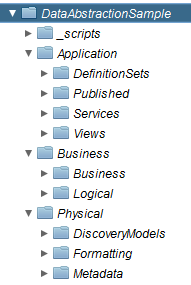 DataAbstractionSample
_scripts
Application
DefinitionSets
Published
Services
Views
Business
Business
Logical
Physical
DiscoveryModels
Formatting
Metadata